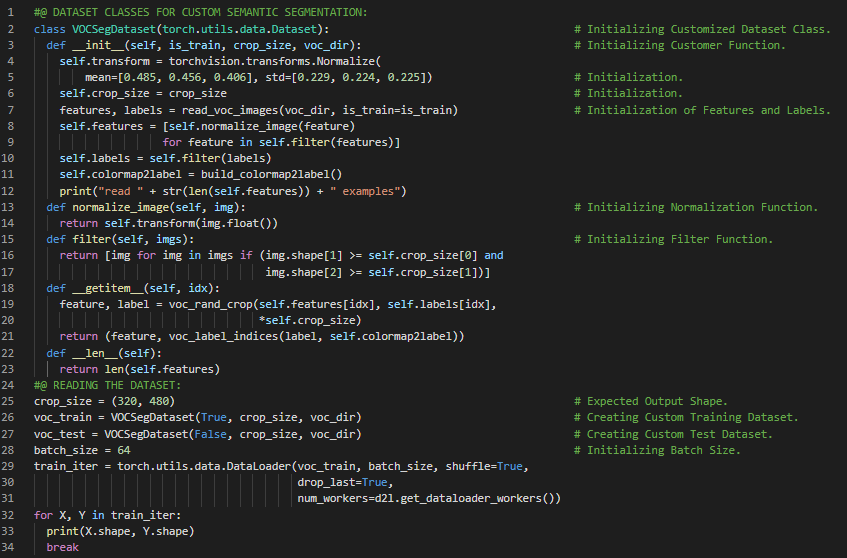 1 #@ DATASET CLASSES FOR CUSTOM SEMANTIC SEGMENTATION:
2 class VOCSegDataset(torch.utils.data.Dataset): # Initializing Customized Dataset Class.
3 def __init__(self, is_train, crop_size, voc_dir): # Initializing Customer Function.
4 self.transform = torchvision.transforms.Normalize(
5 mean=[0.485, 0.456, 0.406], std=[0.229, 0.224, 0.225]) # Initialization.
6 self.crop_size = crop_size # Initialization.
7 features, labels = read_voc_images(voc_dir, is_train=is_train) # Initialization of Features and Labels.
8 self.features = [self.normalize_image(feature)
9 for feature in self.filter(features)]
10 self.labels = self.filter(labels)
11 self.colormap2label = build_colormap2label()
12 print("read " + str(len(self.features)) + " examples")
13 def normalize_image(self, img): # Initializing Normalization Function.
14 return self.transform(img.float())
15 def filter(self, imgs): # Initializing Filter Function.
16 return [img for img in imgs if (img.shape[1] >= self.crop_size[0] and
17 img.shape[2] >= self.crop_size[1])]
18 def __getitem__(self, idx):
19 feature, label = voc_rand_crop(self.features[idx], self.labels[idx],
20 *self.crop_size)
21 return (feature, voc_label_indices(label, self.colormap2label))
22 def __len__(self):
23 return len(self.features)
24 #@ READING THE DATASET:
25 crop_size = (320, 480) # Expected Output Shape.
26 voc_train = VOCSegDataset(True, crop_size, voc_dir) # Creating Custom Training Dataset.
27 voc_test = VOCSegDataset(False, crop_size, voc_dir) # Creating Custom Test Dataset.
28 batch_size = 64 # Initializing Batch Size.
29 train_iter = torch.utils.data.DataLoader(voc_train, batch_size, shuffle=True,
30 drop_last=True,
31 num_workers=d2l.get_dataloader_workers())
32 for X, Y in train_iter:
33 print(X.shape, Y.shape)
34 break